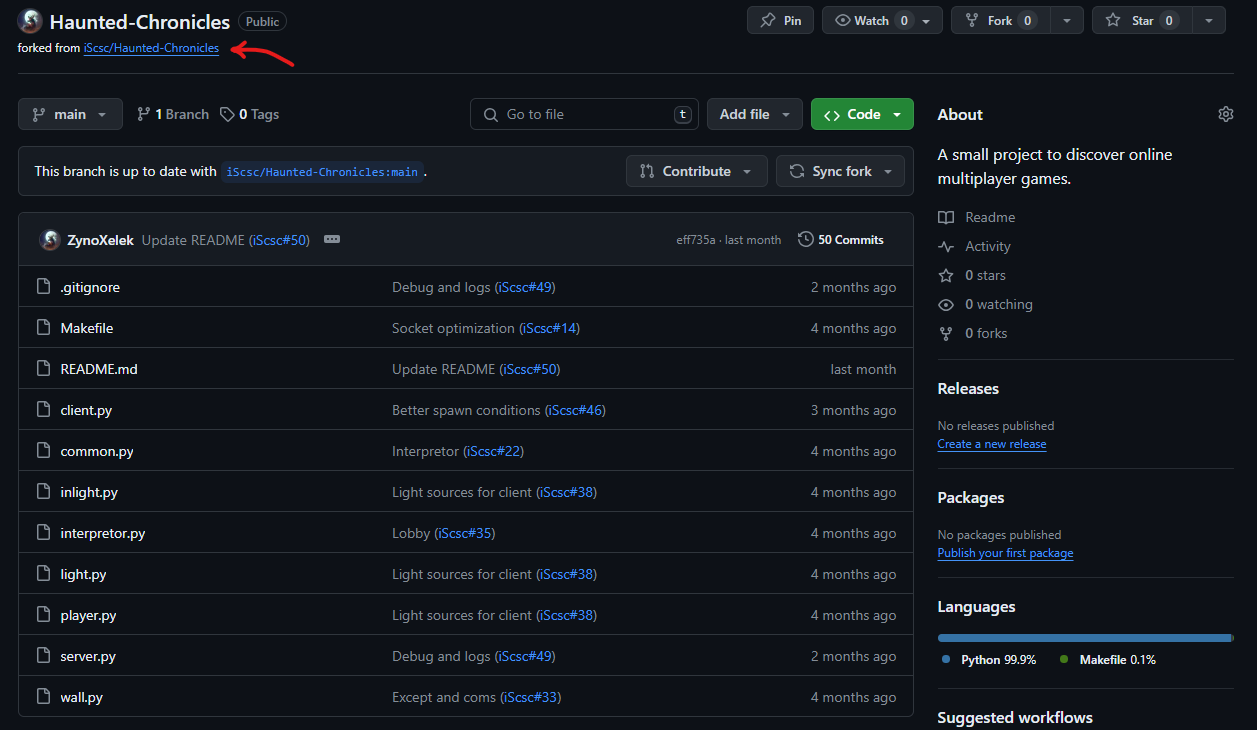 Haunted-Chronicles Public Pin Watch 0 Fork 0 Star 0
forked from iScsc/Haunted-Chronicles
main 1 Branch 0 Tags Go to file t Add file Code
This branch is up to date with iScsc/Haunted-Chronicles:main . Contribute Sync fork
ZynoXelek Update README (iScsc#50) eff735a · last month 50 Commits
.gitignore Debug and logs (iScsc#49) 2 months ago
Makefile Socket optimization (iScsc#14) 4 months ago
README.md Update README (iScsc#50) last month
client.py Better spawn conditions (iScsc#46) 3 months ago
common.py Interpretor (iScsc#22) 4 months ago
inlight.py Light sources for client (iScsc#38) 4 months ago
interpretor.py Lobby (iScsc#35) 4 months ago
light.py Light sources for client (iScsc#38) 4 months ago
player.py Light sources for client (iScsc#38) 4 months ago
server.py Debug and logs (iScsc#49) 2 months ago
wall.py Except and coms (iScsc#33) 4 months ago
About
A small project to discover online
multiplayer games.
Readme
Activity
0 stars
0 watching
0 forks
Releases
No releases published
Create a new release
Packages
No packages published
Publish your first package
Languages
Python 99.9% Makefile 0.1%
Suggested workflows